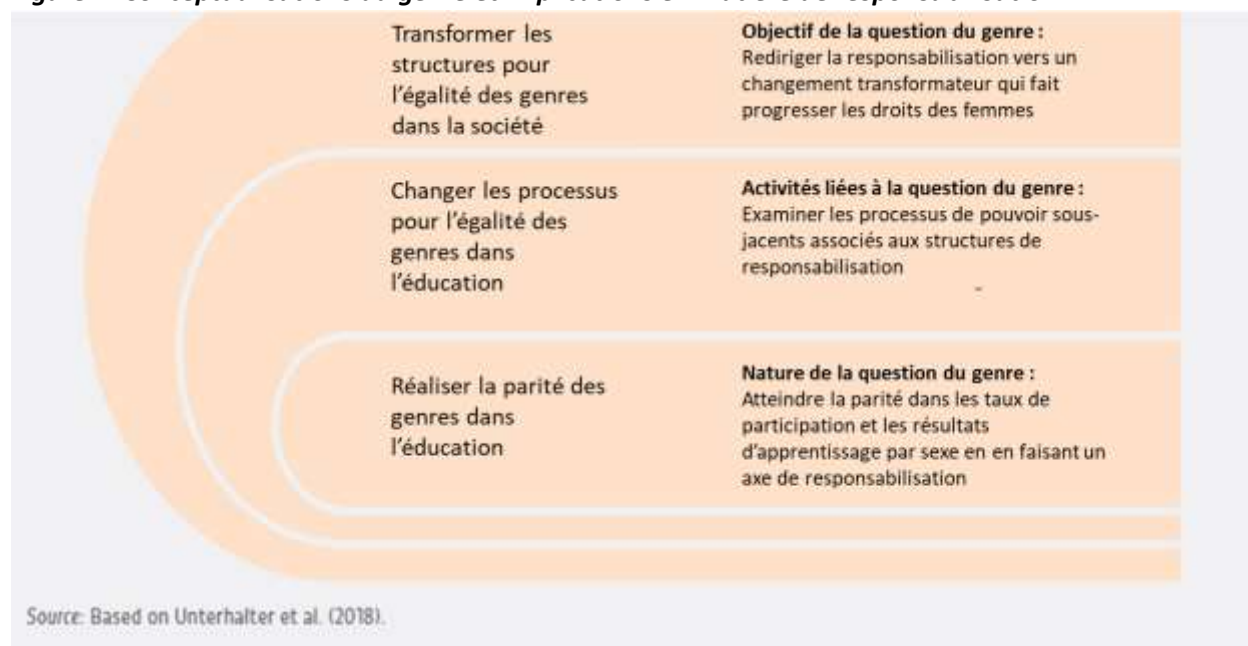 Transformer les
structures pour
l'égalité des genres
dans la société
Objectif de la question du genre :
Rediriger la responsabilisation vers un
changement transformateur qui fait
progresser les droits des femmes
Changer les processus
pour l'égalité des
genres dans
l'éducation
Activités liées à la question du genre :
Examiner les processus de pouvoir sous-
jacents associés aux structures de
responsabilisation
Réaliser la parité des
genres dans
l'éducation
Nature de la question du genre :
Atteindre la parité dans les taux de
participation et les résultats
d'apprentissage par sexe en en faisant un
axe de responsabilisation
Source: Based on Unterhalter et al. (2018).